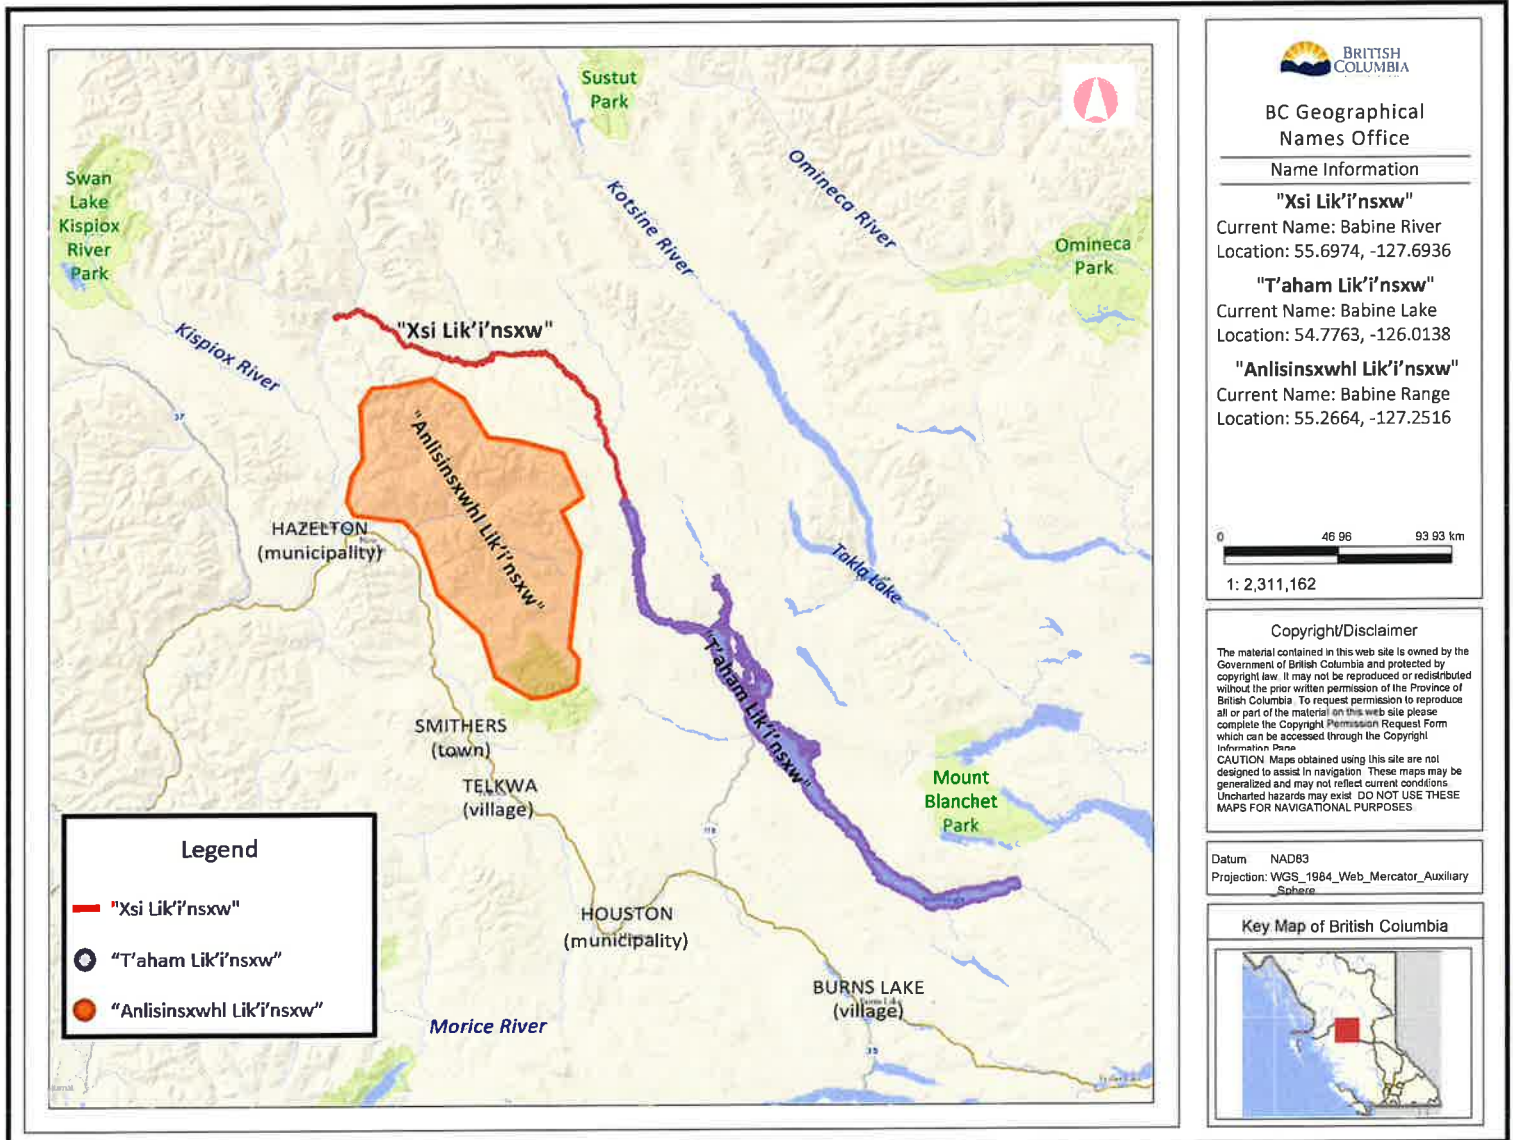 Sustut
Park
Swan
Lake
Kispiox
River
Park
Omineca River
Kotsine River
Omineca
Park
"Xsi Lik'i'nsxw"
Kispiox River
37
"Anlisinsxwhl Lik'i'nsxw"
HAZELTON
(municipality)
Takla Lake
"T'aham Lik'i'nsxw"
SMITHERS
(town)
TELKWA
(village)
Mount
Blanchet
Park
118
HOUSTON
(municipality)
BURNS LAKE
(village)
Morice River
35
Legend
"Xsi Lik'i'nsxw"
"T'aham Lik'i'nsxw"
"Anlisinsxwhl Lik'i'nsxw"
BRITISH
COLUMBIA
BC Geographical
Names Office
Name Information
"Xsi Lik'i'nsxw"
Current Name: Babine River
Location: 55.6974, -127.6936
"T'aham Lik'i'nsxw"
Current Name: Babine Lake
Location: 54.7763, -126.0138
"Anlisinsxwhl Lik'i'nsxw"
Current Name: Babine Range
Location: 55.2664, -127.2516
0 46 96 93 93 km
1: 2,311,162
Copyright/Disclaimer
The material contained in this web site is owned by the
Government of British Columbia and protected by
copyright law. It may not be reproduced or redistributed
without the prior written permission of the Province of
British Columbia. To request permission to reproduce
all or part of the material on this web site please
complete the Copyright Permission Request Form
which can be accessed through the Copyright
Information Page
CAUTION Maps obtained using this site are not
designed to assist in navigation These maps may be
generalized and may not reflect current conditions
Uncharted hazards may exist DO NOT USE THESE
MAPS FOR NAVIGATIONAL PURPOSES
Datum NAD83
Projection: WGS_1984_Web_Mercator_Auxiliary
_Sphere
Key Map of British Columbia